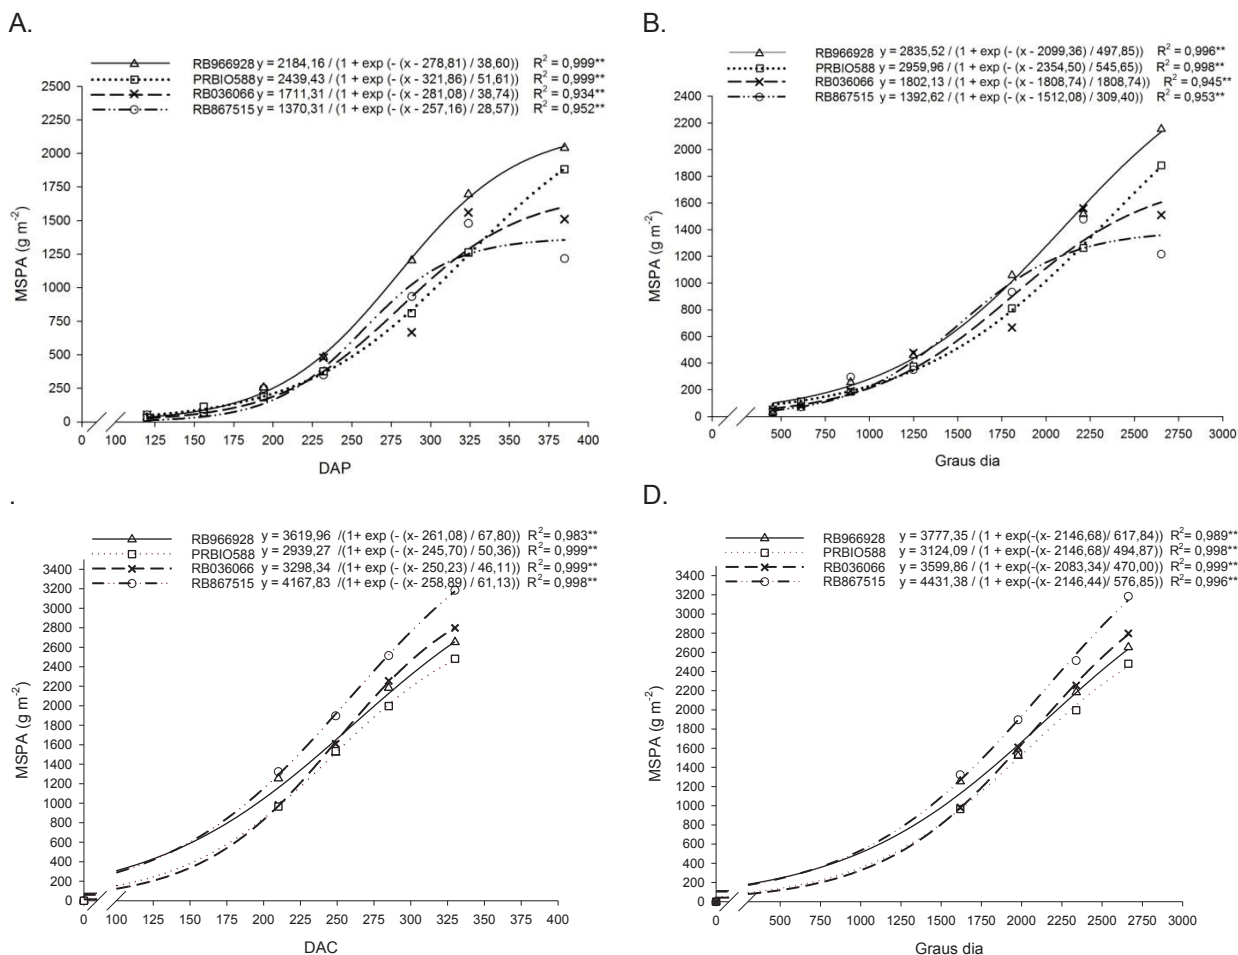 A.
RB966928 y = 2184,16 / (1 + exp (- (x - 278,81) / 38,60)) R² = 0,999**
PRBIO588 y = 2439,43 / (1 + exp (- (x - 321,86) / 51,61)) R² = 0,999**
RB036066 y = 1711,31 / (1 + exp (- (x - 281,08) / 38,74)) R² = 0,934**
RB867515 y = 1370,31 / (1 + exp (- (x - 257,16) / 28,57)) R² = 0,952**
2500
2250
2000
1750
1500
1250
1000
750
500
250
0
MSPA (g m⁻²)
0 100 125 150 175 200 225 250 275 300 325 350 375 400
DAP
B.
RB966928 y = 2835,52 / (1 + exp (- (x - 2099,36) / 497,85)) R² = 0,996**
PRBIO588 y = 2959,96 / (1 + exp (- (x - 2354,50) / 545,65)) R² = 0,998**
RB036066 y = 1802,13 / (1 + exp (- (x - 1808,74) / 1808,74)) R² = 0,945**
RB867515 y = 1392,62 / (1 + exp (- (x - 1512,08) / 309,40)) R² = 0,953**
2400
2200
2000
1800
1600
1400
1200
1000
800
600
400
200
0
MSPA (g m⁻²)
0 500 750 1000 1250 1500 1750 2000 2250 2500 2750 3000
Graus dia
.
RB966928 y = 3619,96 /(1+ exp (- (x- 261,08) / 67,80)) R²= 0,983**
PRBIO588 y = 2939,27 /(1+ exp (- (x- 245,70) / 50,36)) R²= 0,999**
RB036066 y = 3298,34 /(1+ exp (- (x- 250,23) / 46,11)) R²= 0,999**
RB867515 y = 4167,83 /(1+ exp (- (x- 258,89) / 61,13)) R²= 0,998**
3400
3200
3000
2800
2600
2400
2200
2000
1800
1600
1400
1200
1000
800
600
400
200
0
MSPA (g m⁻²)
0 100 125 150 175 200 225 250 275 300 325 350 375 400
DAC
D.
RB966928 y = 3777,35 / (1 + exp(-(x- 2146,68)/ 617,84)) R²= 0,989**
PRBIO588 y = 3124,09 / (1 + exp(-(x- 2146,68)/ 494,87)) R²= 0,998**
RB036066 y = 3599,86 / (1 + exp(-(x- 2083,34)/ 470,00)) R²= 0,999**
RB867515 y = 4431,38 / (1 + exp(-(x- 2146,44)/ 576,85)) R²= 0,996**
3400
3200
3000
2800
2600
2400
2200
2000
1800
1600
1400
1200
1000
800
600
400
200
0
MSPA (g m⁻²)
0 500 750 1000 1250 1500 1750 2000 2250 2500 2750 3000
Graus dia